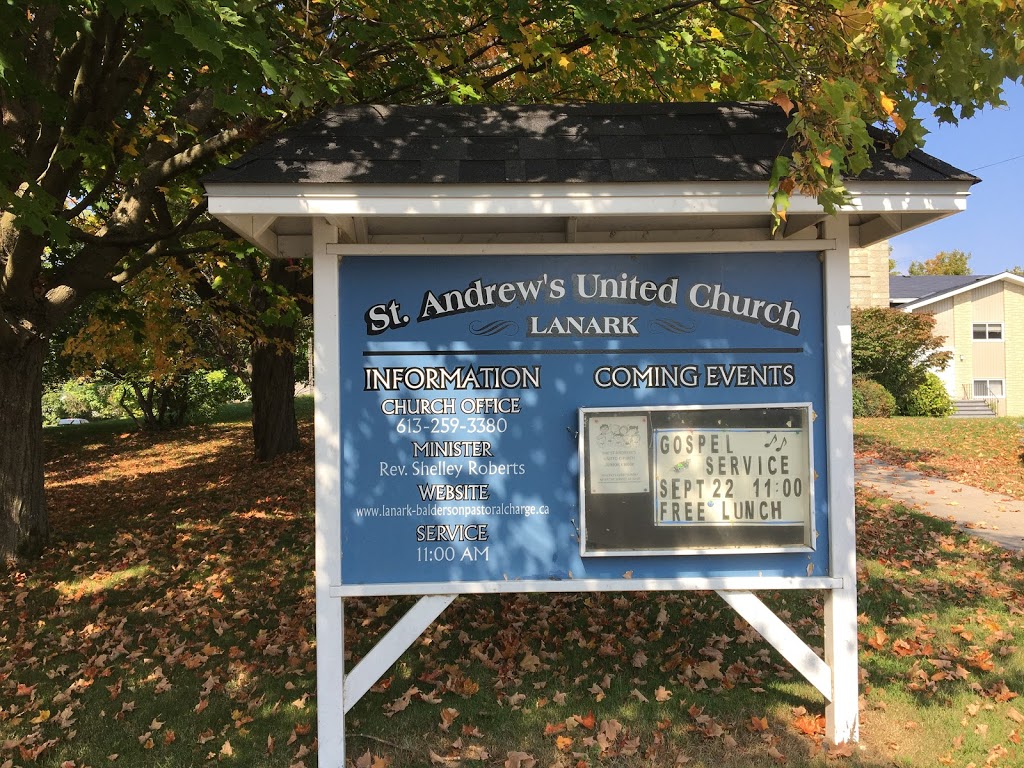 St. Andrew's United Church
LANARK
INFORMATION
CHURCH OFFICE
613-259-3380
MINISTER
Rev. Shelley Roberts
WEBSITE
www.lanark-baldersonpastoralcharge.ca
SERVICE
11:00 AM
COMING EVENTS
GOSPEL
SERVICE
SEPT 22 11:00
FREE LUNCH